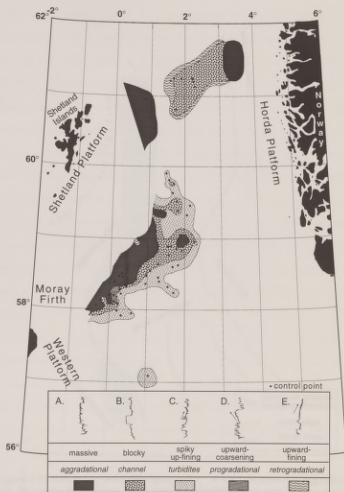 -2° 0° 2° 4° 6°
62°
Shetland
Islands
Shetland Platform
Horda Platform
Norway
60°
Moray
Firth
58°
Western
Platform
56°
• control point
A. B. C. D. E.
massive blocky spiky up-fining upward-coarsening upward-fining
aggradational channel turbidites progradational retrogradational